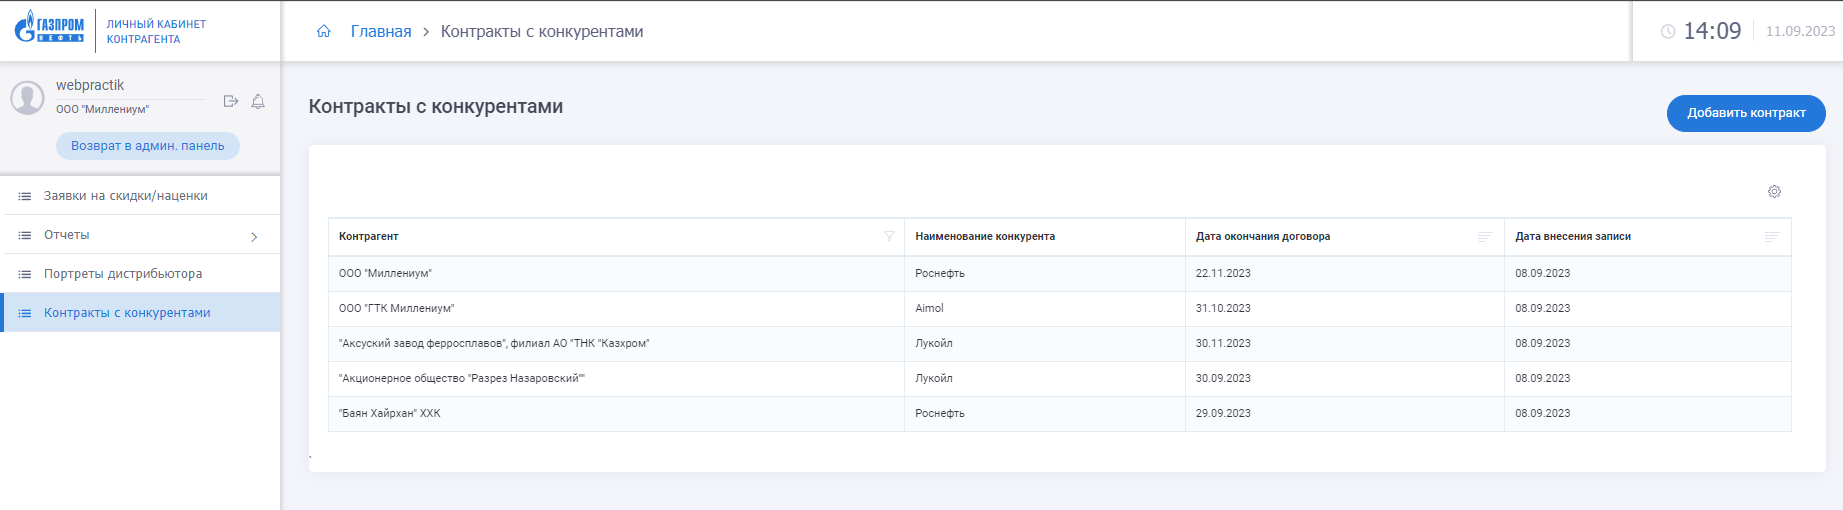 ГАЗПРОМ
НЕФТЬ
ЛИЧНЫЙ КАБИНЕТ
КОНТРАГЕНТА
Главная > Контракты с конкурентами
14:09
11.09.2023
webpractik
ООО "Миллениум"
Возврат в админ. панель
Заявки на скидки/наценки
Отчеты
Портреты дистрибьютора
Контракты с конкурентами
Контракты с конкурентами
Добавить контракт
Контрагент Наименование конкурента Дата окончания договора Дата внесения записи
ООО "Миллениум" Роснефть 22.11.2023 08.09.2023
ООО "ГТК Миллениум" Aimol 31.10.2023 08.09.2023
"Аксуский завод ферросплавов", филиал АО "ТНК "Казхром" Лукойл 30.11.2023 08.09.2023
"Акционерное общество "Разрез Назаровский"" Лукойл 30.09.2023 08.09.2023
"Баян Хайрхан" ХХК Роснефть 29.09.2023 08.09.2023
`